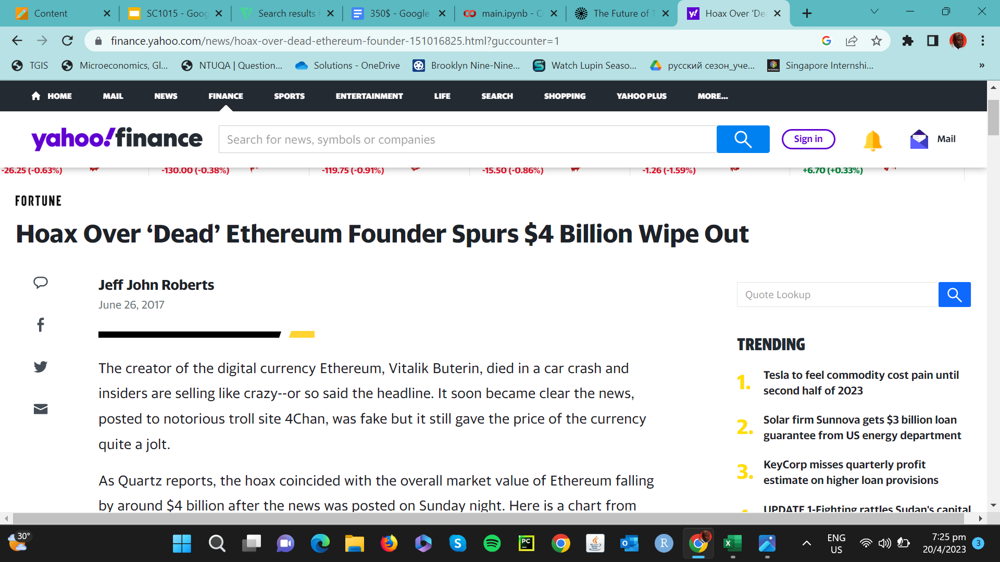 Content
SC1015 - Goog
Search results f
350$ - Google
main.ipynb - C
The Future of T
Hoax Over ‘Dea
finance.yahoo.com/news/hoax-over-dead-ethereum-founder-151016825.html?guccounter=1
TGIS
Microeconomics, Gl...
NTUQA | Question...
Solutions - OneDrive
Brooklyn Nine-Nine...
Watch Lupin Seaso...
русский сезон_уче...
Singapore Internshi...
»
HOME MAIL NEWS FINANCE SPORTS ENTERTAINMENT LIFE SEARCH SHOPPING YAHOO PLUS MORE...
yahoo!finance
Search for news, symbols or companies
Sign in
Mail
-26.25 (-0.63%) -130.00 (-0.38%) -119.75 (-0.91%) -15.50 (-0.86%) -1.26 (-1.59%) +6.70 (+0.33%)
FORTUNE
Hoax Over ‘Dead’ Ethereum Founder Spurs $4 Billion Wipe Out
Jeff John Roberts
June 26, 2017
The creator of the digital currency Ethereum, Vitalik Buterin, died in a car crash and
insiders are selling like crazy--or so said the headline. It soon became clear the news,
posted to notorious troll site 4Chan, was fake but it still gave the price of the currency
quite a jolt.
As Quartz reports, the hoax coincided with the overall market value of Ethereum falling
by around $4 billion after the news was posted on Sunday night. Here is a chart from
Quote Lookup
TRENDING
1. Tesla to feel commodity cost pain until
second half of 2023
2. Solar firm Sunnova gets $3 billion loan
guarantee from US energy department
3. KeyCorp misses quarterly profit
estimate on higher loan provisions
UPDATE 1-Fighting rattles Sudan's capital
30°
ENG
US
7:25 pm
20/4/2023
3